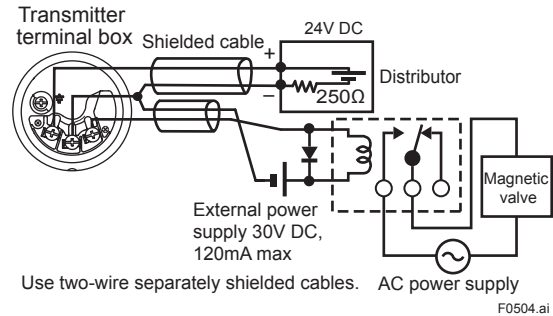 Transmitter
terminal box
Shielded cable
24V DC
+
–
250Ω
Distributor
External power
supply 30V DC,
120mA max
Magnetic
valve
Use two-wire separately shielded cables.
AC power supply
F0504.ai